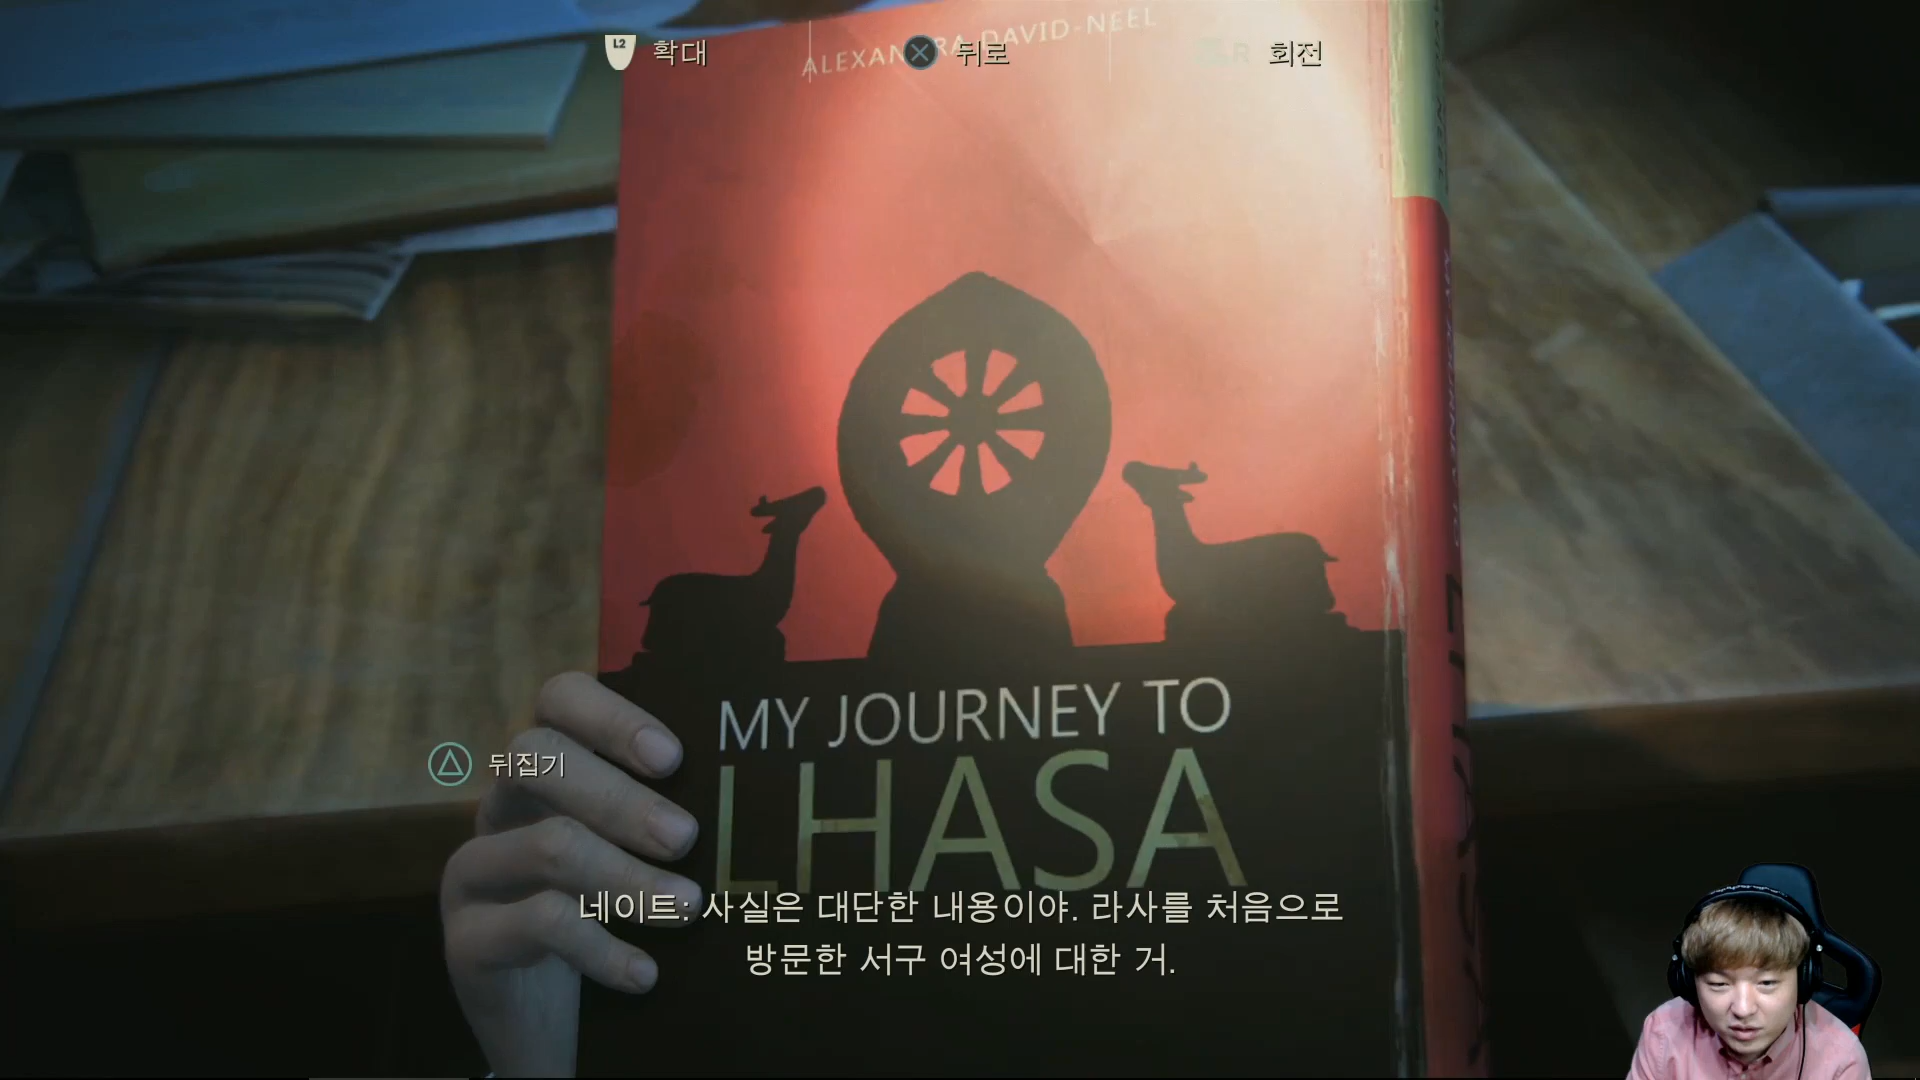 ALEXANDRA DAVID-NEEL
L2 확대
뒤로
R 회전
MY JOURNEY TO
LHASA
뒤집기
네이트: 사실은 대단한 내용이야. 라사를 처음으로
방문한 서구 여성에 대한 거.